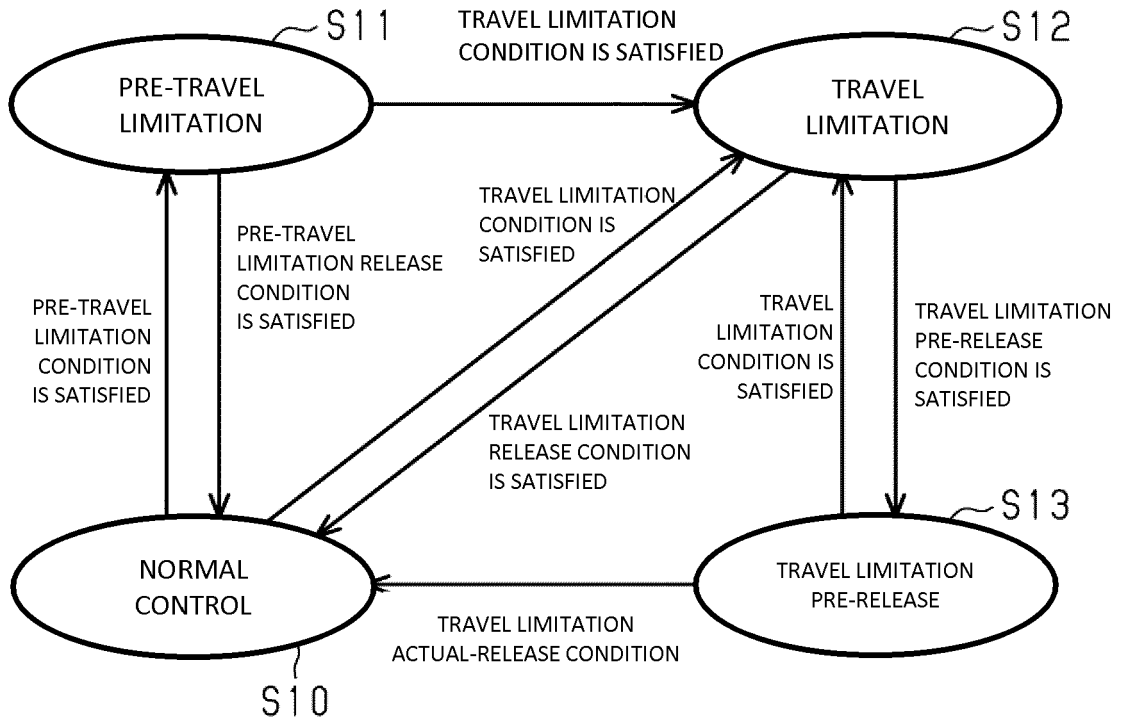 S11
TRAVEL LIMITATION
CONDITION IS SATISFIED
S12
PRE-TRAVEL
LIMITATION
TRAVEL
LIMITATION
TRAVEL LIMITATION
CONDITION IS
SATISFIED
PRE-TRAVEL
LIMITATION RELEASE
CONDITION
IS SATISFIED
PRE-TRAVEL
LIMITATION
CONDITION
IS SATISFIED
TRAVEL
LIMITATION
CONDITION IS
SATISFIED
TRAVEL LIMITATION
PRE-RELEASE
CONDITION IS
SATISFIED
TRAVEL LIMITATION
RELEASE CONDITION
IS SATISFIED
S13
NORMAL
CONTROL
TRAVEL LIMITATION
PRE-RELEASE
TRAVEL LIMITATION
ACTUAL-RELEASE CONDITION
S10